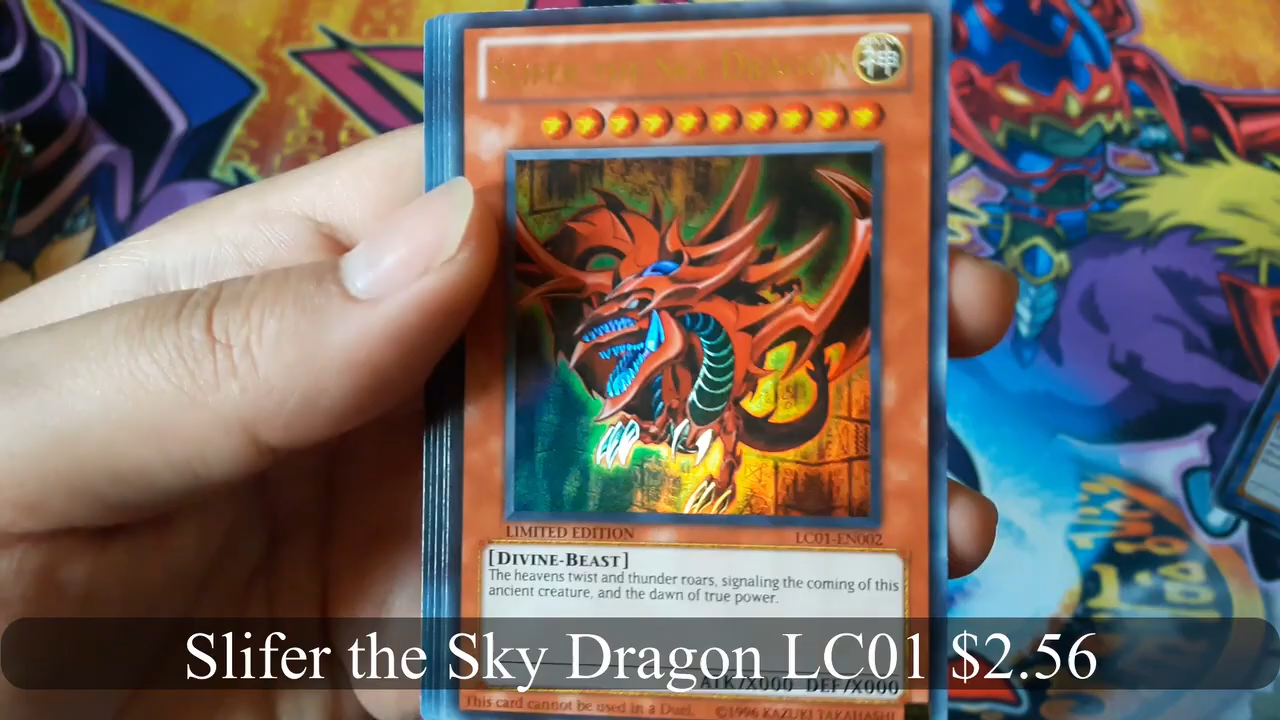 SLIFER THE SKY DRAGON
神
LIMITED EDITION LC01-EN002
[DIVINE-BEAST]
The heavens twist and thunder roars, signaling the coming of this
ancient creature, and the dawn of true power.
Slifer the Sky Dragon LC01 $2.56
ATK/X000 DEF/X000
This card cannot be used in a Duel. ©1996 KAZUKI TAKAHASHI